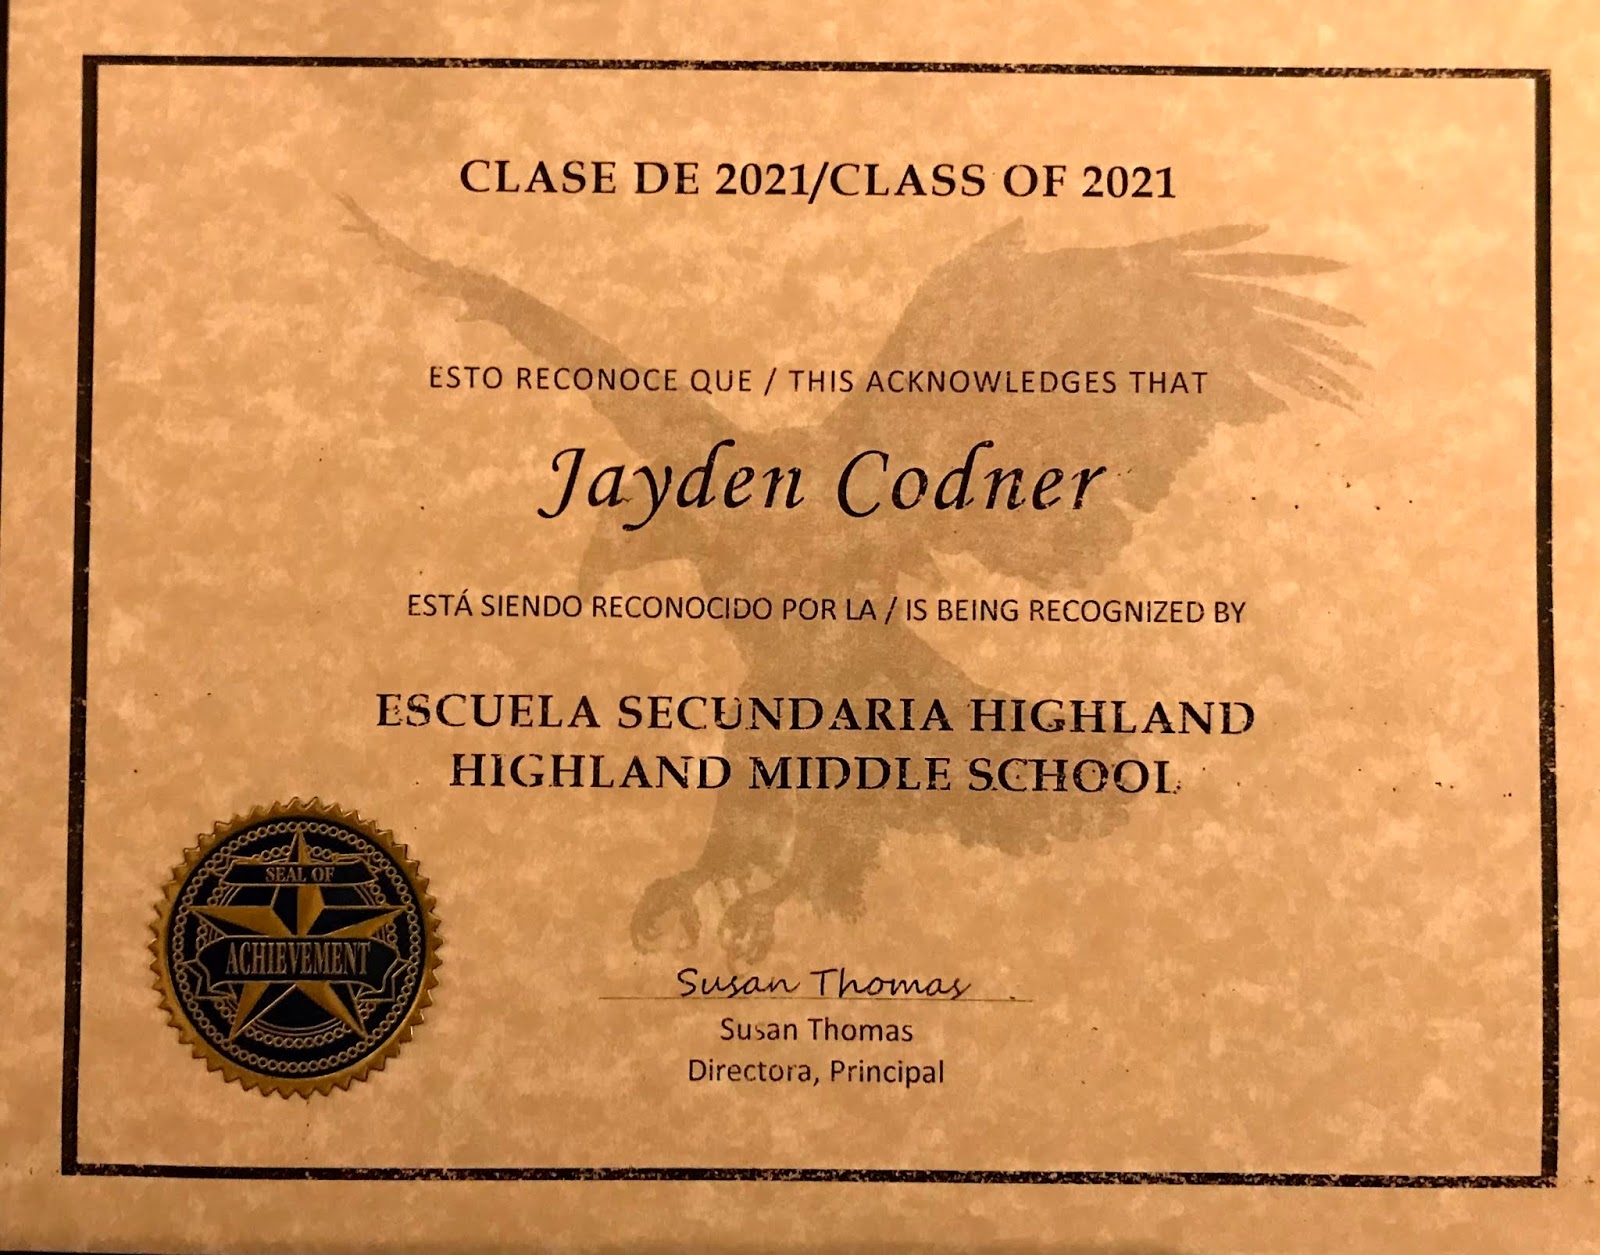 CLASE DE 2021/CLASS OF 2021
ESTO RECONOCE QUE / THIS ACKNOWLEDGES THAT
Jayden Codner
ESTÁ SIENDO RECONOCIDO POR LA / IS BEING RECOGNIZED BY
ESCUELA SECUNDARIA HIGHLAND
HIGHLAND MIDDLE SCHOOL
SEAL OF
ACHIEVEMENT
Susan Thomas
Susan Thomas
Directora, Principal